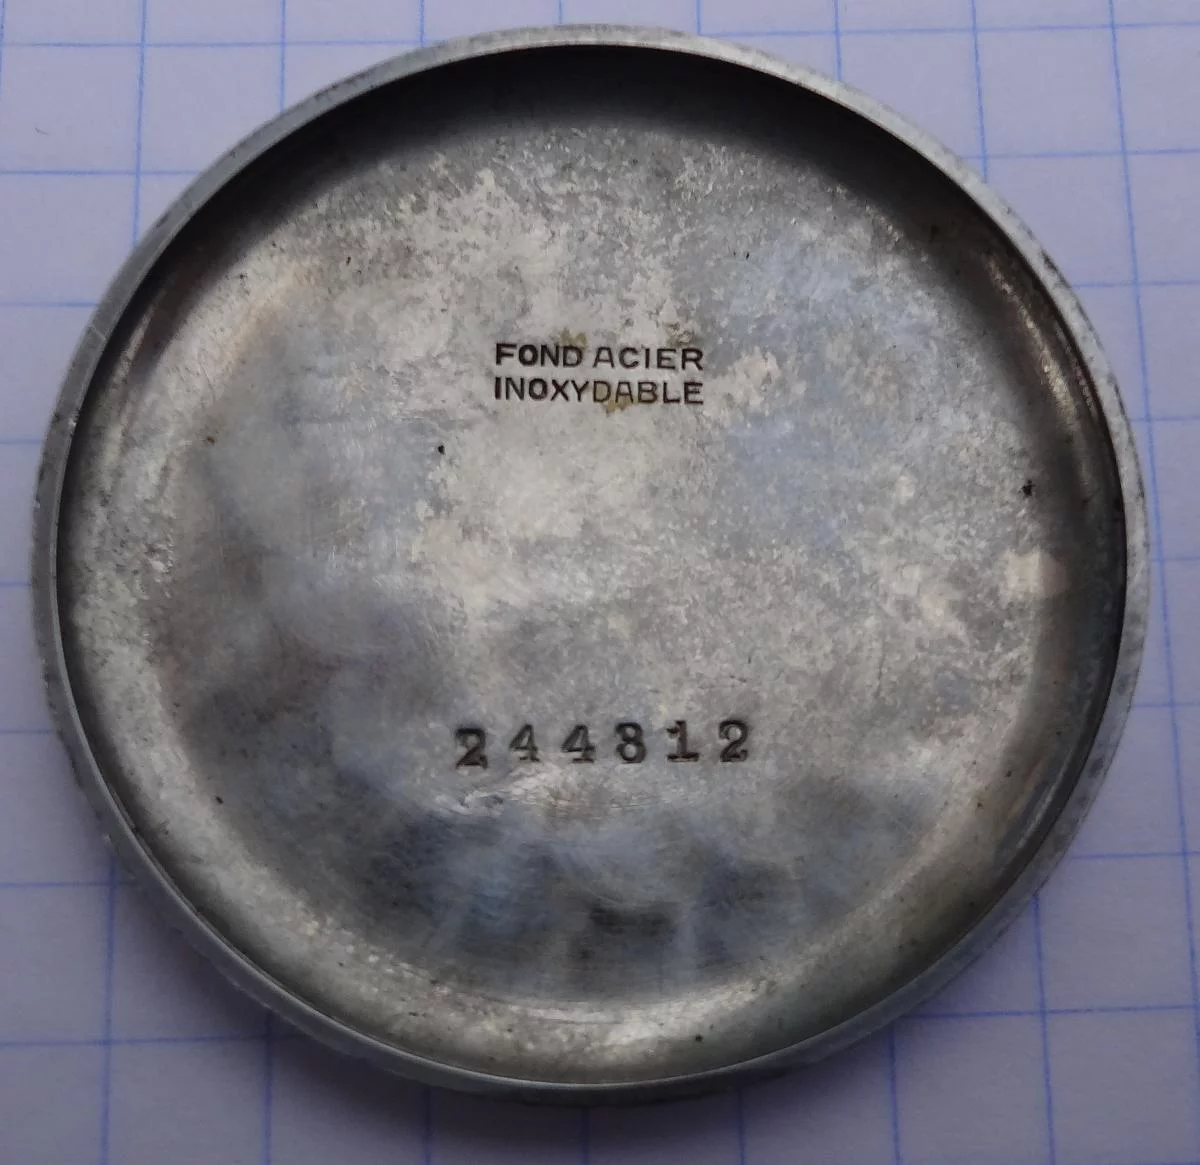 FOND ACIER
INOXYDABLE
244812